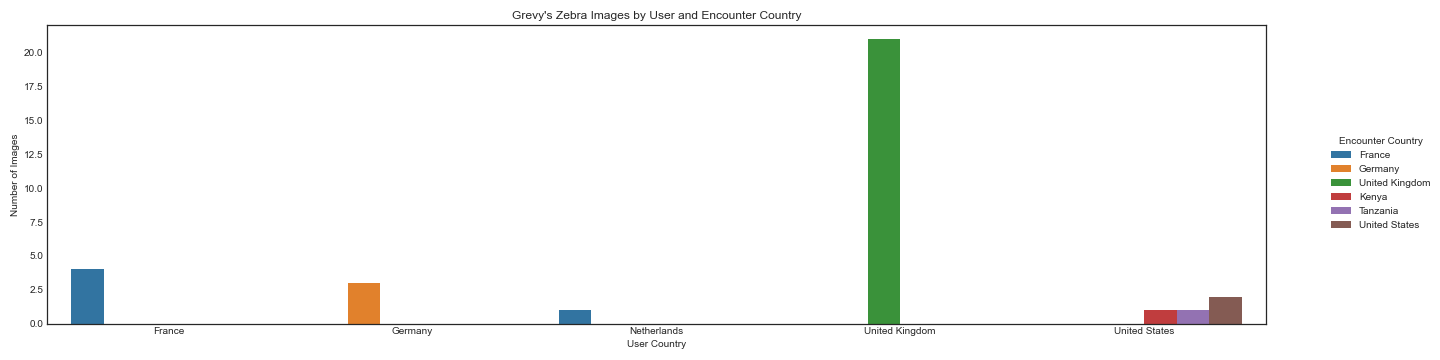 Grevy's Zebra Images by User and Encounter Country
Number of Images
20.0
17.5
15.0
12.5
10.0
7.5
5.0
2.5
0.0
France
Germany
Netherlands
United Kingdom
United States
User Country
Encounter Country
France
Germany
United Kingdom
Kenya
Tanzania
United States